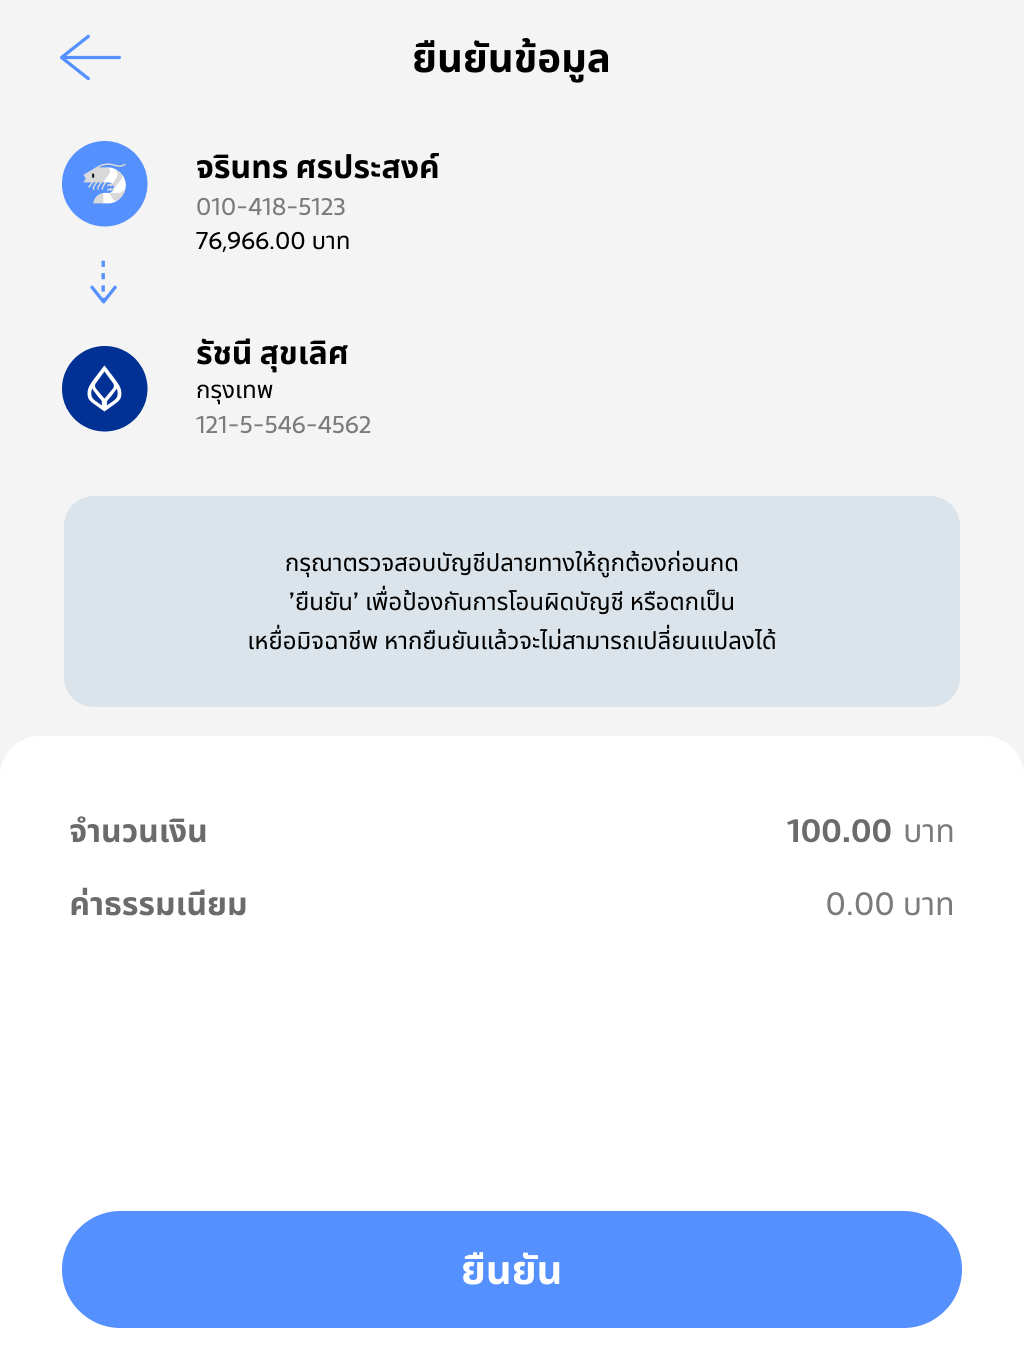 ยืนยันข้อมูล
จรินทร ศรประสงค์
010-418-5123
76,966.00 บาท
รัชนี สุขเลิศ
กรุงเทพ
121-5-546-4562
กรุณาตรวจสอบบัญชีปลายทางให้ถูกต้องก่อนกด
’ยืนยัน’ เพื่อป้องกันการโอนผิดบัญชี หรือตกเป็น
เหยื่อมิจฉาชีพ หากยืนยันแล้วจะไม่สามารถเปลี่ยนแปลงได้
จำนวนเงิน 100.00 บาท
ค่าธรรมเนียม 0.00 บาท
ยืนยัน